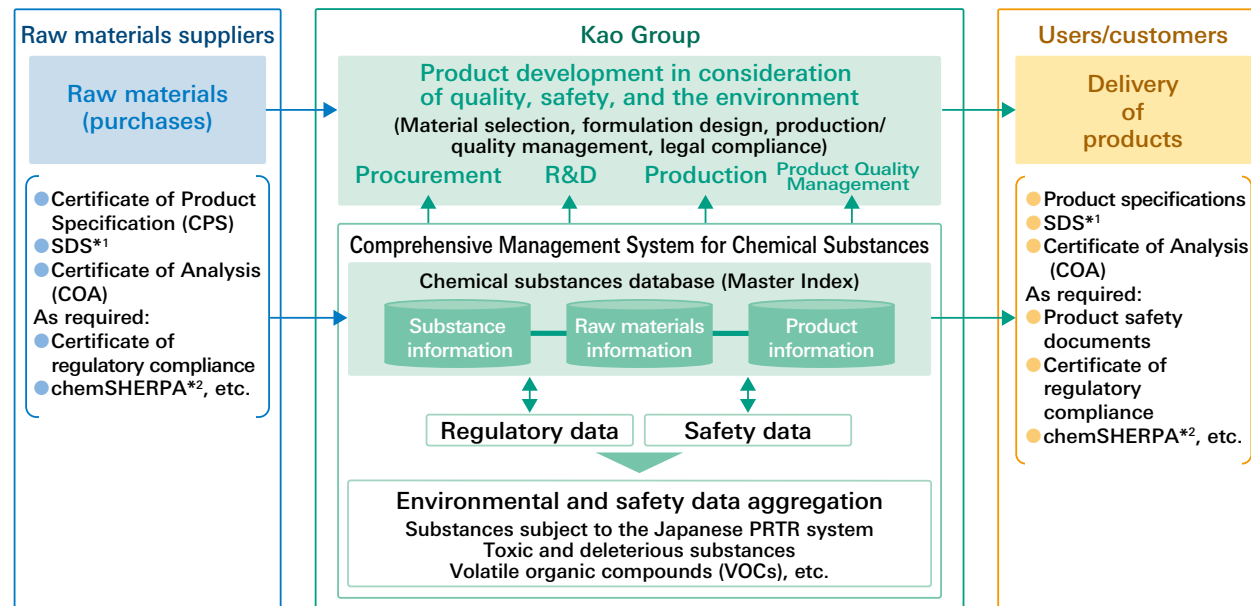 Raw materials suppliers
Raw materials
(purchases)
Certificate of Product
Specification (CPS)
SDS*1
Certificate of Analysis
(COA)
As required:
Certificate of
regulatory compliance
chemSHERPA*2, etc.
Kao Group
Product development in consideration
of quality, safety, and the environment
(Material selection, formulation design, production/
quality management, legal compliance)
Procurement
R&D
Production
Product Quality
Management
Comprehensive Management System for Chemical Substances
Chemical substances database (Master Index)
Substance
information
Raw materials
information
Product
information
Regulatory data
Safety data
Environmental and safety data aggregation
Substances subject to the Japanese PRTR system
Toxic and deleterious substances
Volatile organic compounds (VOCs), etc.
Users/customers
Delivery
of
products
Product specifications
SDS*1
Certificate of Analysis
(COA)
As required:
Product safety
documents
Certificate of
regulatory
compliance
chemSHERPA*2, etc.